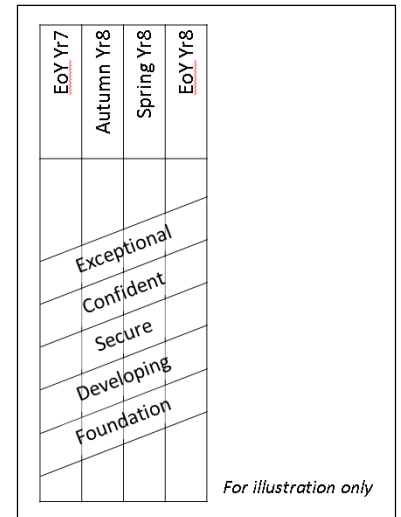 EoY Yr7
Autumn Yr8
Spring Yr8
EoY Yr8
Exceptional
Confident
Secure
Developing
Foundation
For illustration only